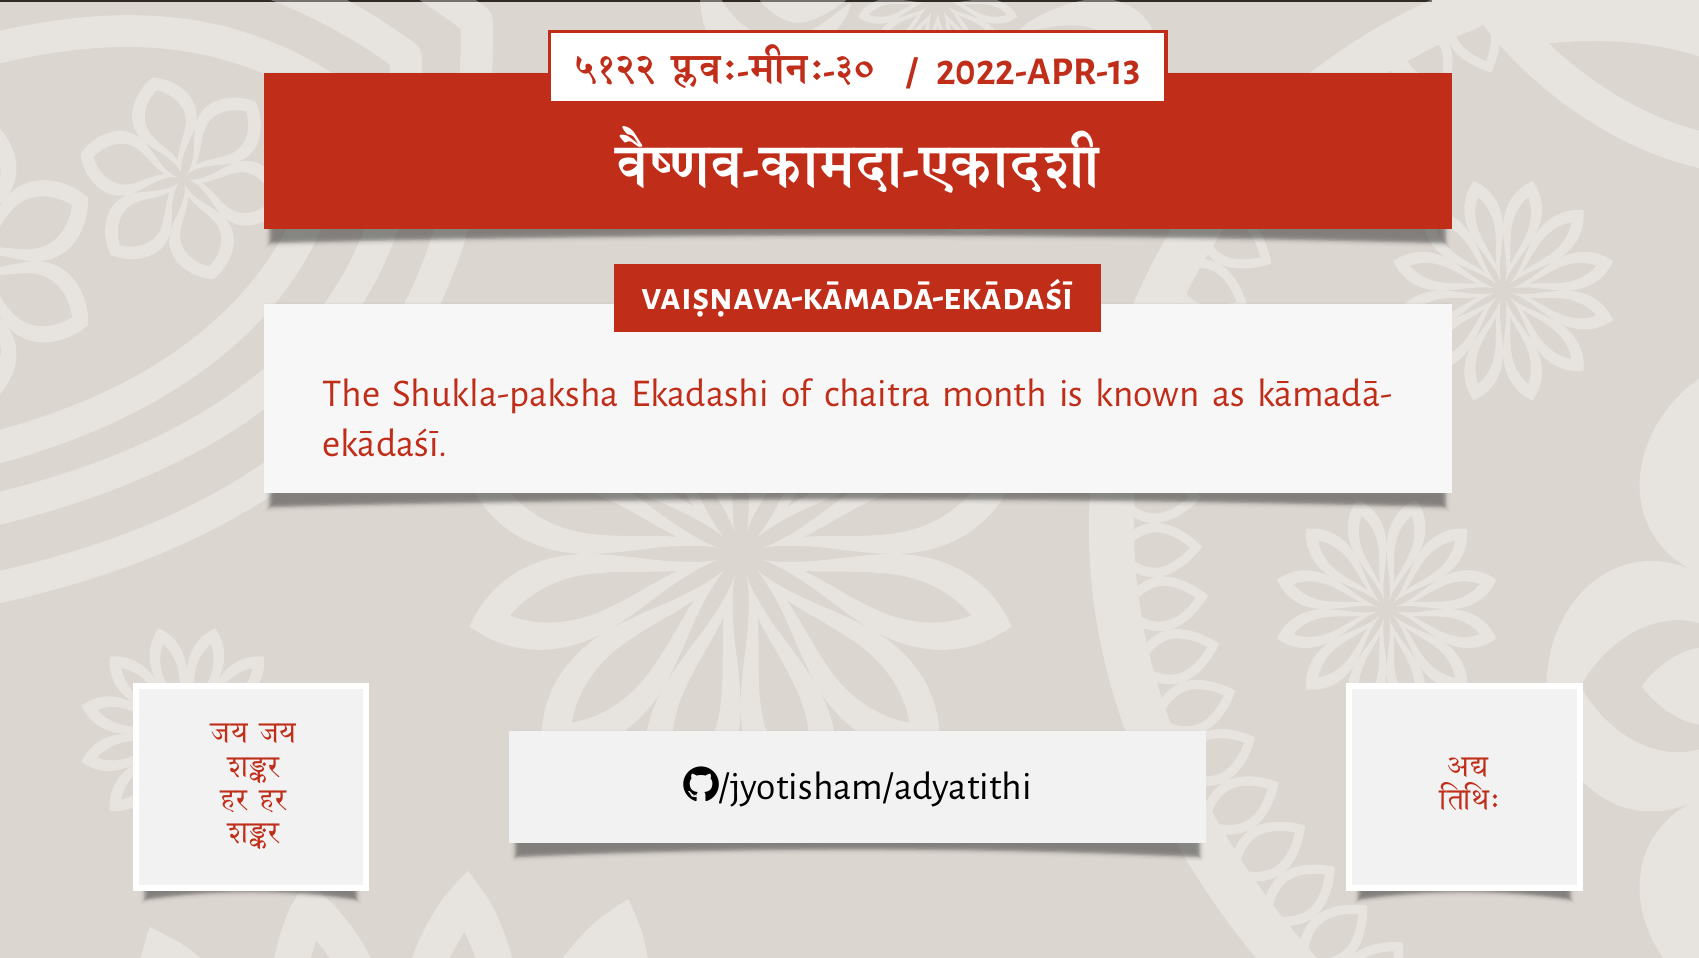 ५१२२ प्लवः-मीनः-३० / 2022-APR-13
वैष्णव-कामदा-एकादशी
VAIṢṆAVA-KĀMADĀ-EKĀDAŚĪ
The Shukla-paksha Ekadashi of chaitra month is known as kāmadā-
ekādaśī.
जय जय
शङ्कर
हर हर
शङ्कर
/jyotisham/adyatithi
अद्य
तिथिः